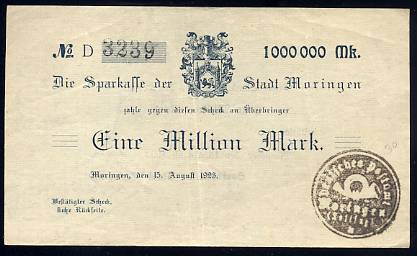 № D 3239 1000000 Mk.
Die Sparkasse der Stadt Moringen
zahle gegen diesen Scheck an Überbringer
Eine Million Mark.
Moringen, den 15. August 1923.
Bestätigter Scheck.
siehe Rückseite.